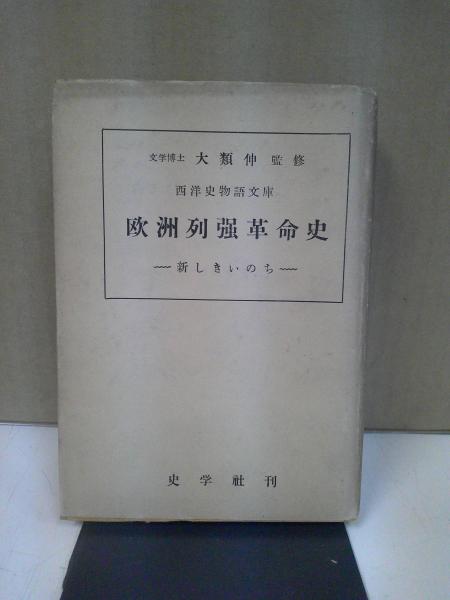 文学博士 大類伸 監修
西洋史物語文庫
欧洲列强革命史
〜新しきいのち〜
史学社刊